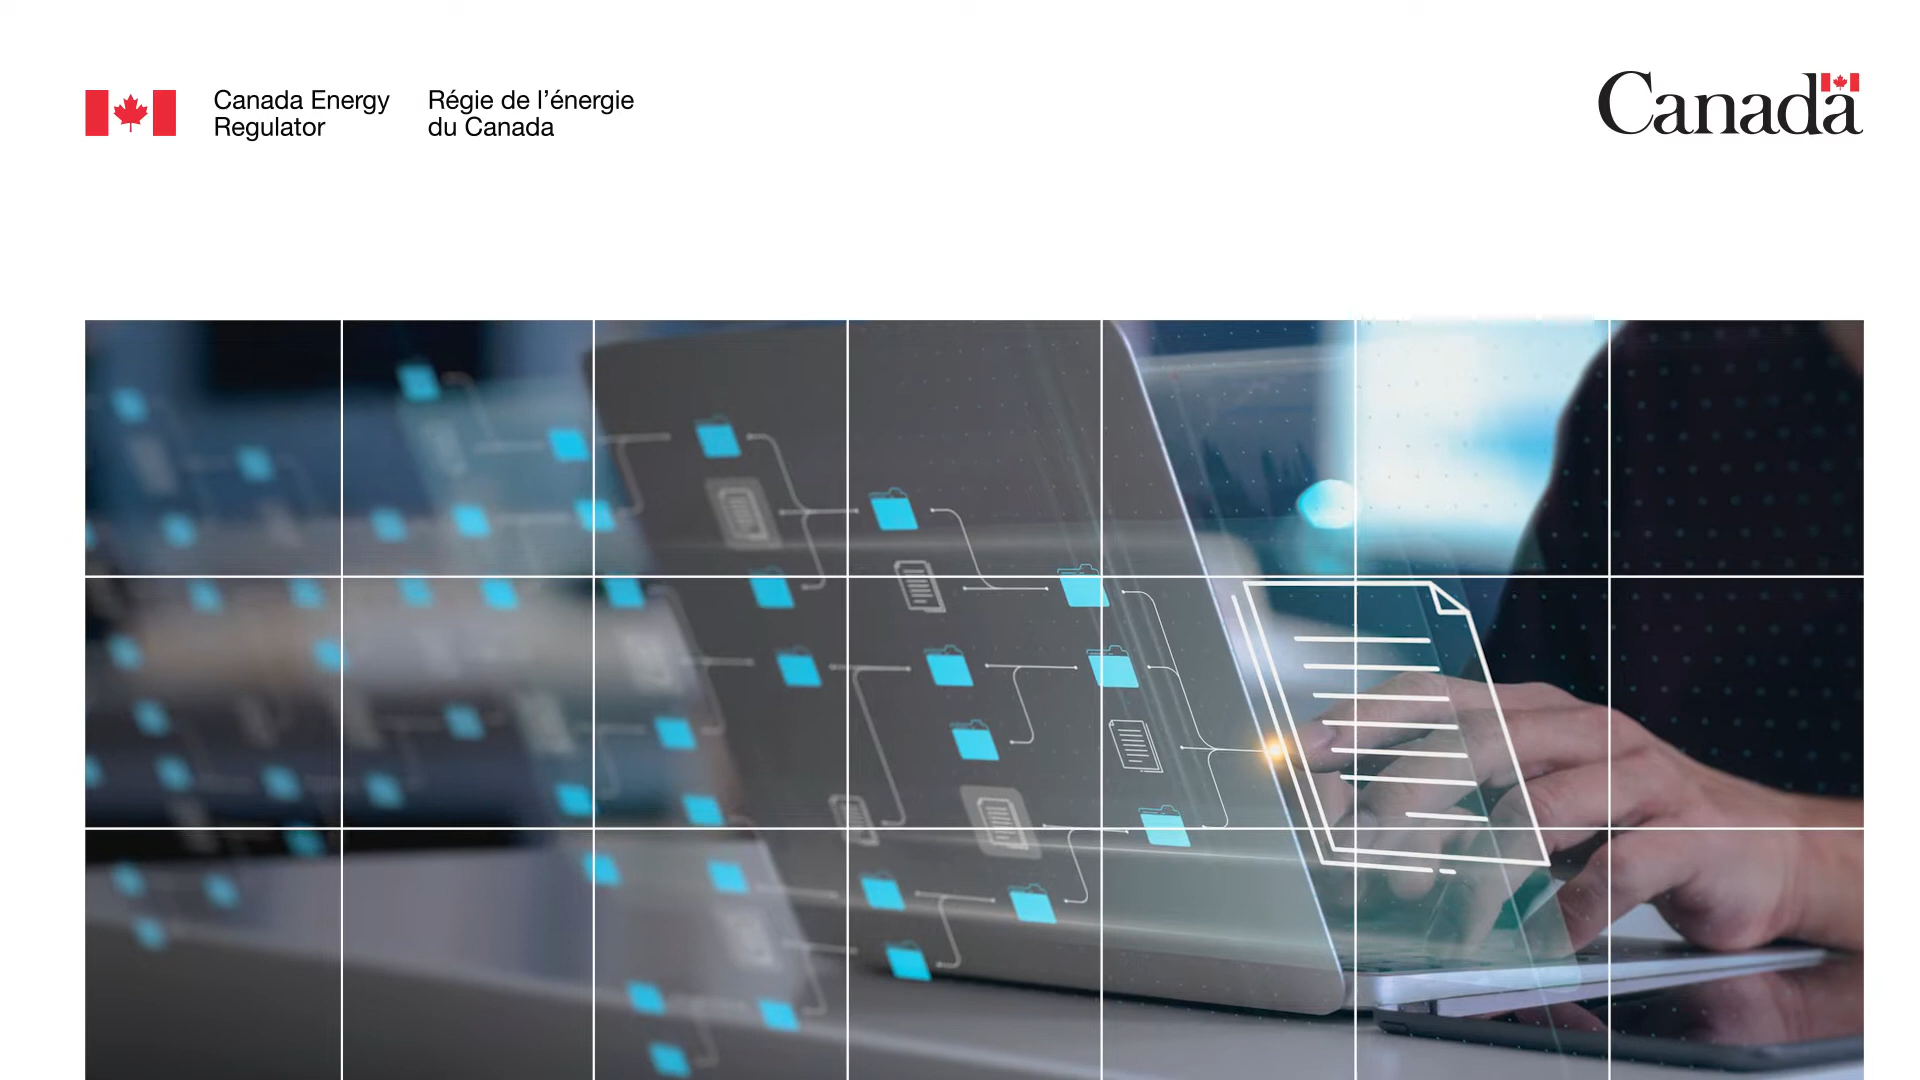 Canada Energy
Regulator
Régie de l'énergie
du Canada
Canada